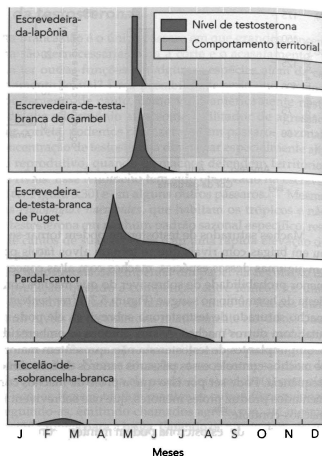 Escrevedeira-
da-lapônia
Nível de testosterona
Comportamento territorial
Escrevedeira-de-testa-
branca de Gambel
Escrevedeira-
de-testa-branca
de Puget
Pardal-cantor
Tecelão-de-
-sobrancelha-branca
J F M A M J J A S O N D
Meses